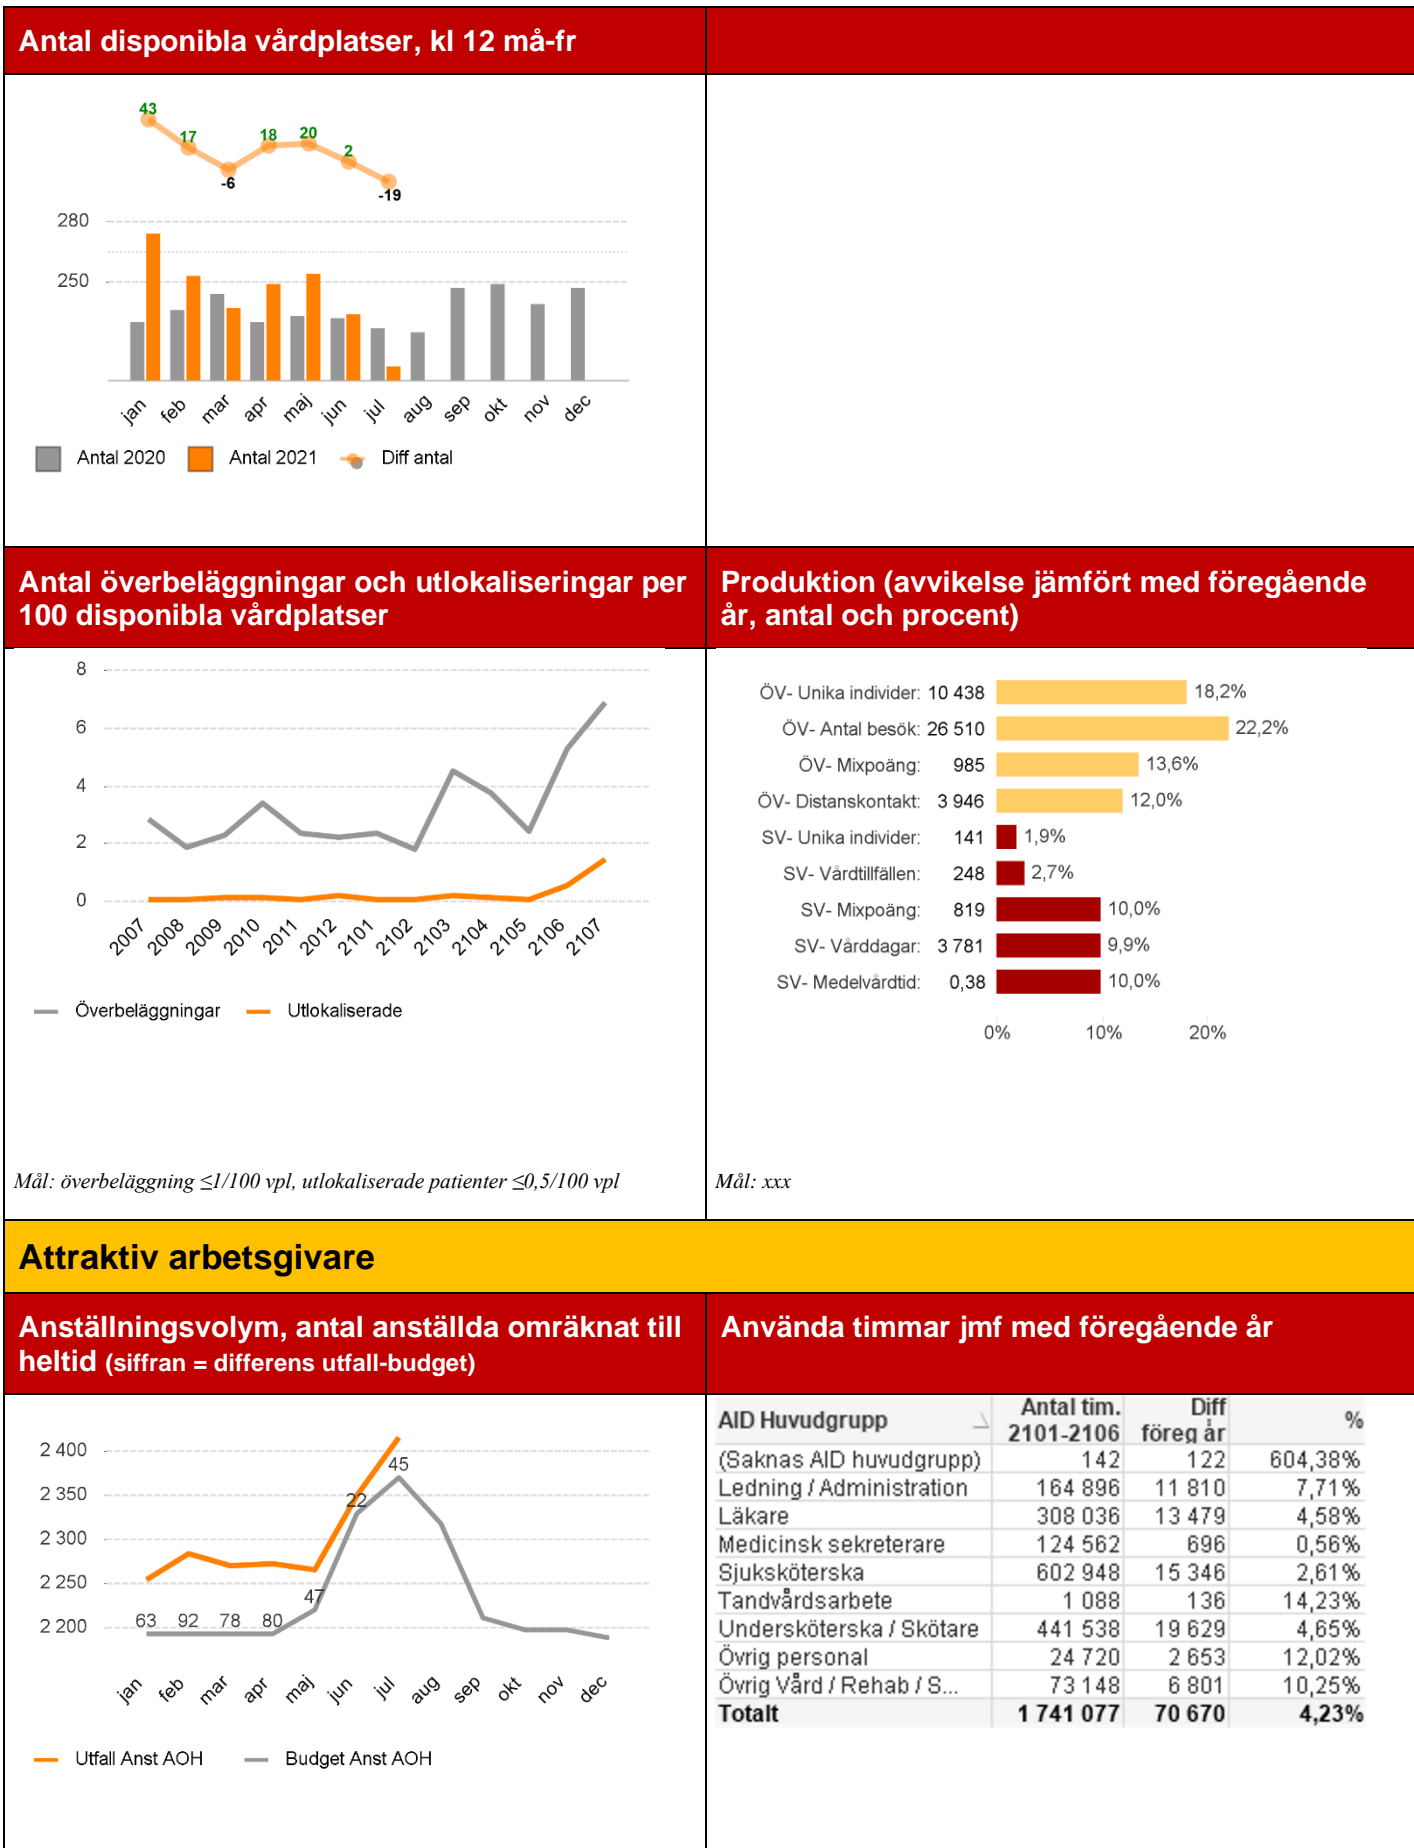 Antal disponibla vårdplatser, kl 12 må-fr
43
17
-6
18
20
2
-19
280
250
jan
feb
mar
apr
maj
jun
jul
aug
sep
okt
nov
dec
Antal 2020
Antal 2021
Diff antal
Antal överbeläggningar och utlokaliseringar per
100 disponibla vårdplatser
8
6
4
2
0
2007
2008
2009
2010
2011
2012
2101
2102
2103
2104
2105
2106
2107
Överbeläggningar
Utlokaliserade
Mål: överbeläggning ≤1/100 vpl, utlokaliserade patienter ≤0,5/100 vpl
Produktion (avvikelse jämfört med föregående
år, antal och procent)
ÖV- Unika individer: 10 438 18,2%
ÖV- Antal besök: 26 510 22,2%
ÖV- Mixpoäng: 985 13,6%
ÖV- Distanskontakt: 3 946 12,0%
SV- Unika individer: 141 1,9%
SV- Vårdtillfällen: 248 2,7%
SV- Mixpoäng: 819 10,0%
SV- Vårddagar: 3 781 9,9%
SV- Medelvårdtid: 0,38 10,0%
0% 10% 20%
Mål: xxx
Attraktiv arbetsgivare
Anställningsvolym, antal anställda omräknat till
heltid (siffran = differens utfall-budget)
2 400
2 350
2 300
2 250
2 200
63
92
78
80
47
22
45
jan
feb
mar
apr
maj
jun
jul
aug
sep
okt
nov
dec
Utfall Anst AOH
Budget Anst AOH
Använda timmar jmf med föregående år
AID Huvudgrupp Antal tim. 2101-2106 Diff föreg år %
(Saknas AID huvudgrupp) 142 122 604,38%
Ledning / Administration 164 896 11 810 7,71%
Läkare 308 036 13 479 4,58%
Medicinsk sekreterare 124 562 696 0,56%
Sjuksköterska 602 948 15 346 2,61%
Tandvårdsarbete 1 088 136 14,23%
Undersköterska / Skötare 441 538 19 629 4,65%
Övrig personal 24 720 2 653 12,02%
Övrig Vård / Rehab / S... 73 148 6 801 10,25%
Totalt 1 741 077 70 670 4,23%